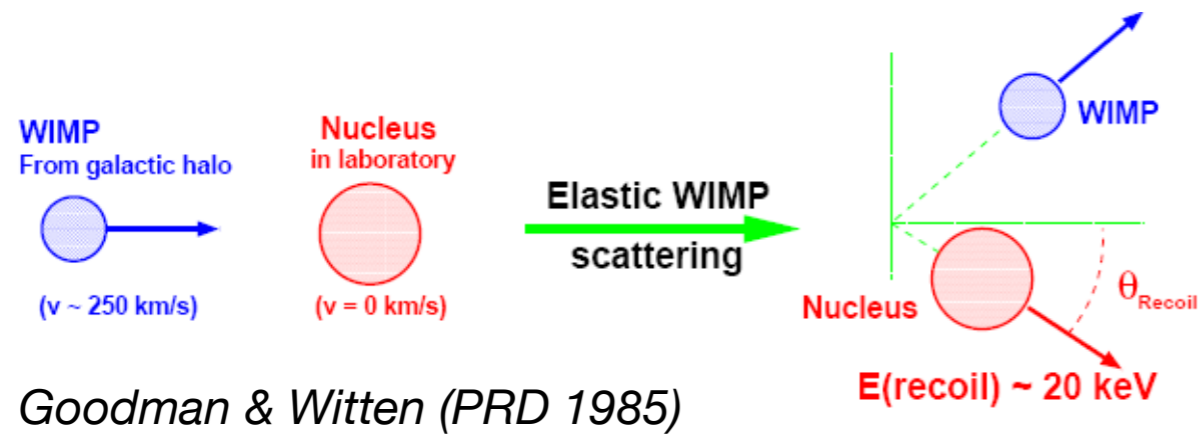 WIMP
From galactic halo
(v ~ 250 km/s)
Nucleus
in laboratory
(v = 0 km/s)
Elastic WIMP
scattering
WIMP
Nucleus
θRecoil
E(recoil) ~ 20 keV
Goodman & Witten (PRD 1985)